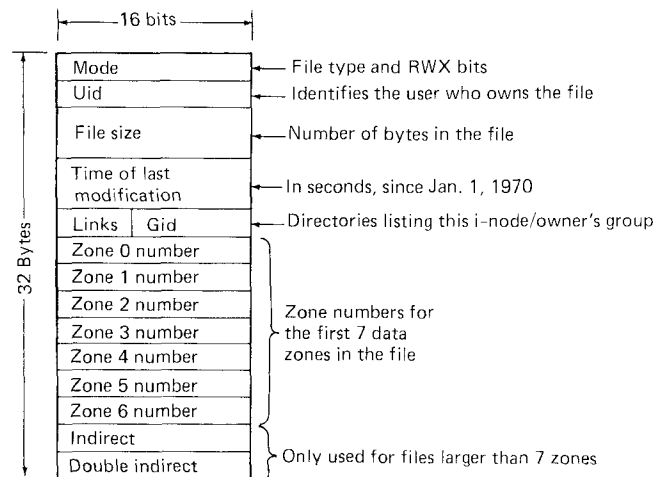 16 bits
Mode
File type and RWX bits
Uid
Identifies the user who owns the file
File size
Number of bytes in the file
Time of last
modification
In seconds, since Jan. 1, 1970
Links Gid
Directories listing this i-node/owner's group
32 Bytes
Zone 0 number
Zone 1 number
Zone 2 number
Zone 3 number
Zone 4 number
Zone 5 number
Zone 6 number
Zone numbers for
the first 7 data
zones in the file
Indirect
Double indirect
Only used for files larger than 7 zones